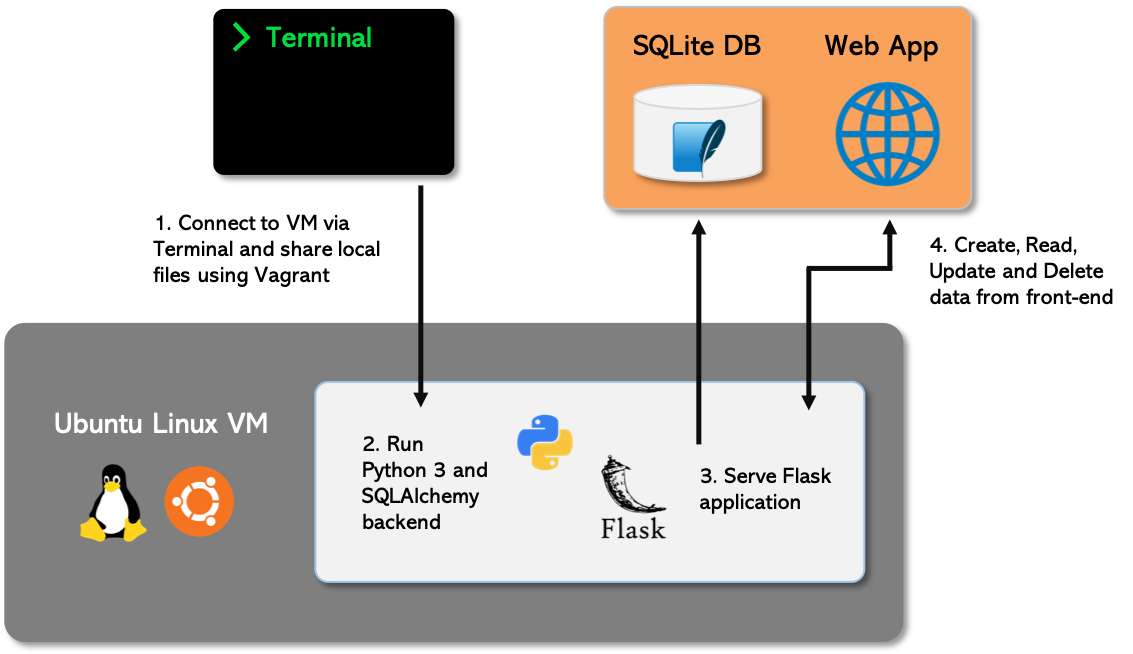 Terminal
SQLite DB
Web App
1. Connect to VM via
Terminal and share local
files using Vagrant
4. Create, Read,
Update and Delete
data from front-end
Ubuntu Linux VM
2. Run
Python 3 and
SQLAlchemy
backend
Flask
3. Serve Flask
application